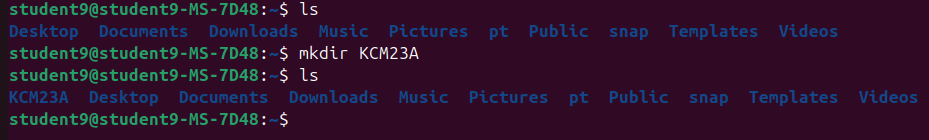 student9@student9-MS-7D48:~$ ls
Desktop  Documents  Downloads  Music  Pictures  pt  Public  snap  Templates  Videos
student9@student9-MS-7D48:~$ mkdir KCM23A
student9@student9-MS-7D48:~$ ls
KCM23A  Desktop  Documents  Downloads  Music  Pictures  pt  Public  snap  Templates  Videos
student9@student9-MS-7D48:~$